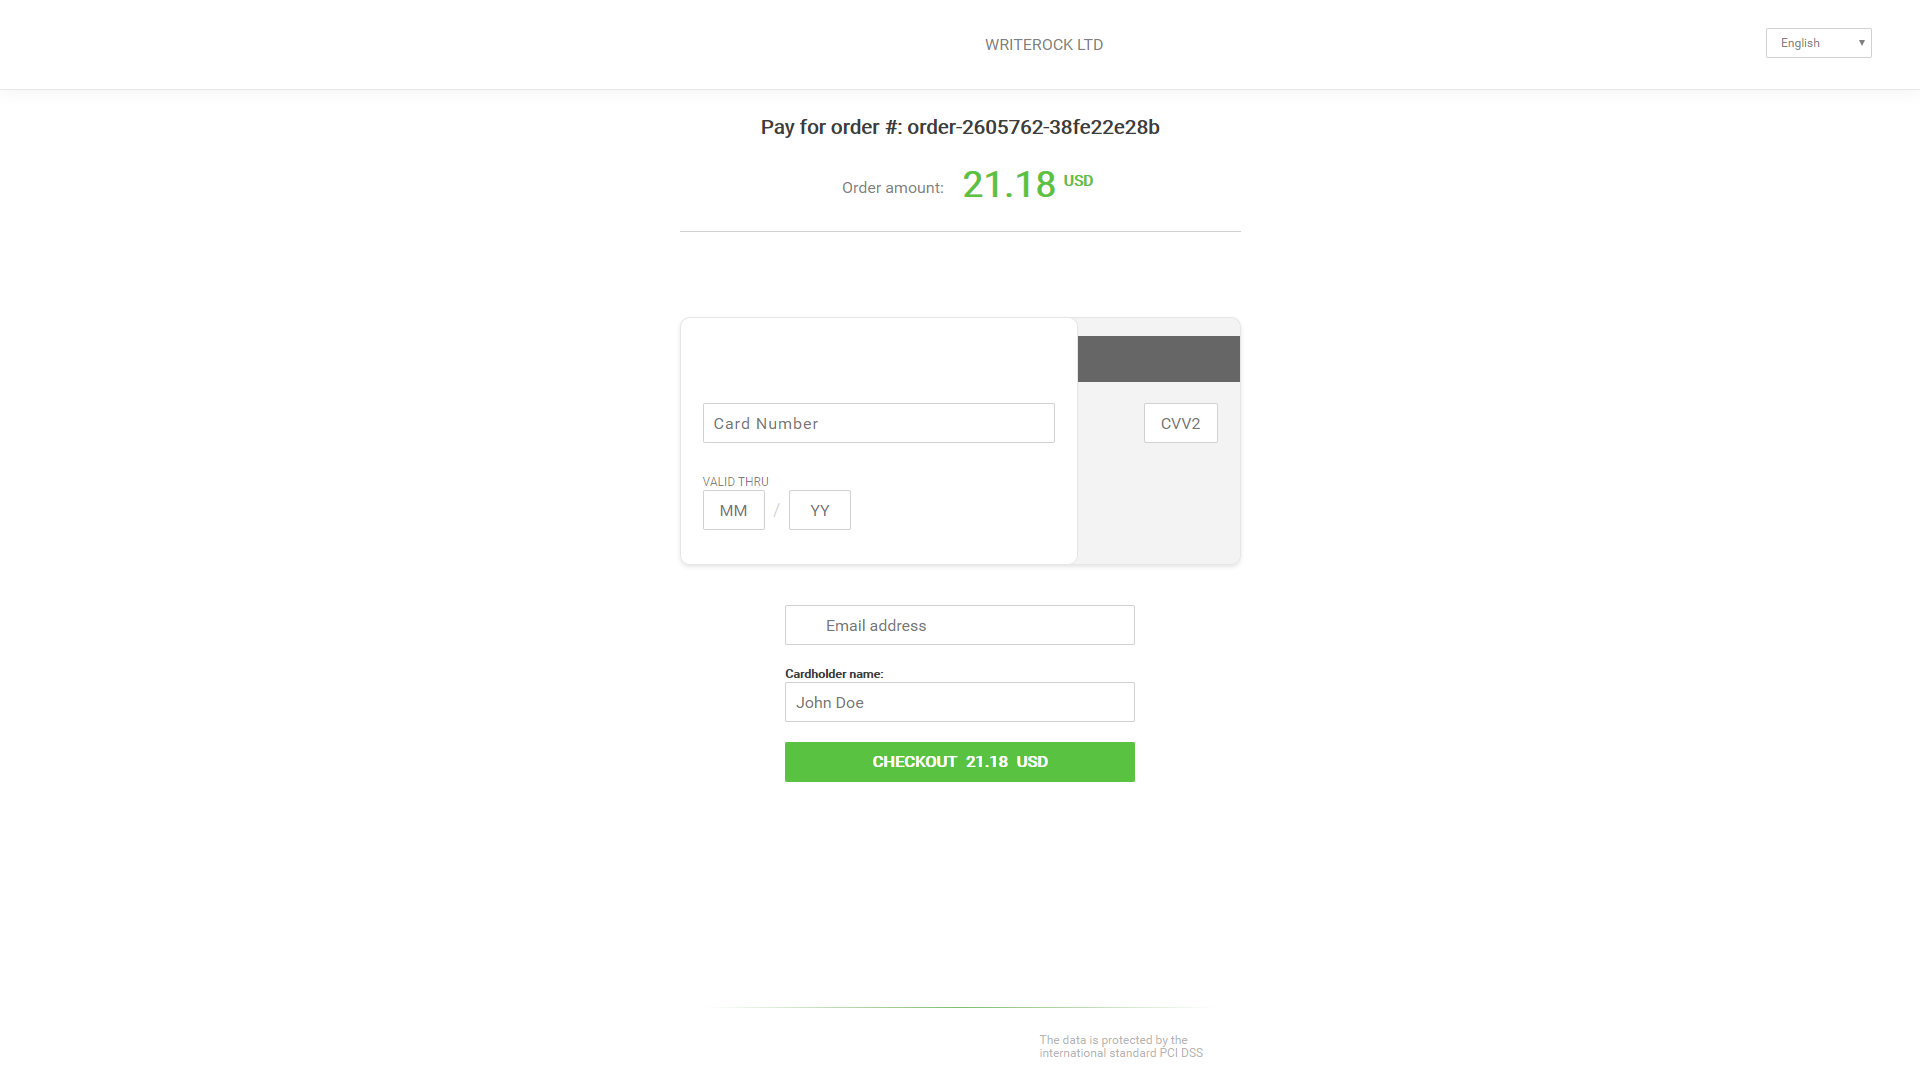 WRITEROCK LTD
English
Pay for order #: order-2605762-38fe22e28b
Order amount: 21.18 USD
Card Number
CVV2
VALID THRU
MM / YY
Email address
Cardholder name:
John Doe
CHECKOUT 21.18 USD
The data is protected by the
international standard PCI DSS